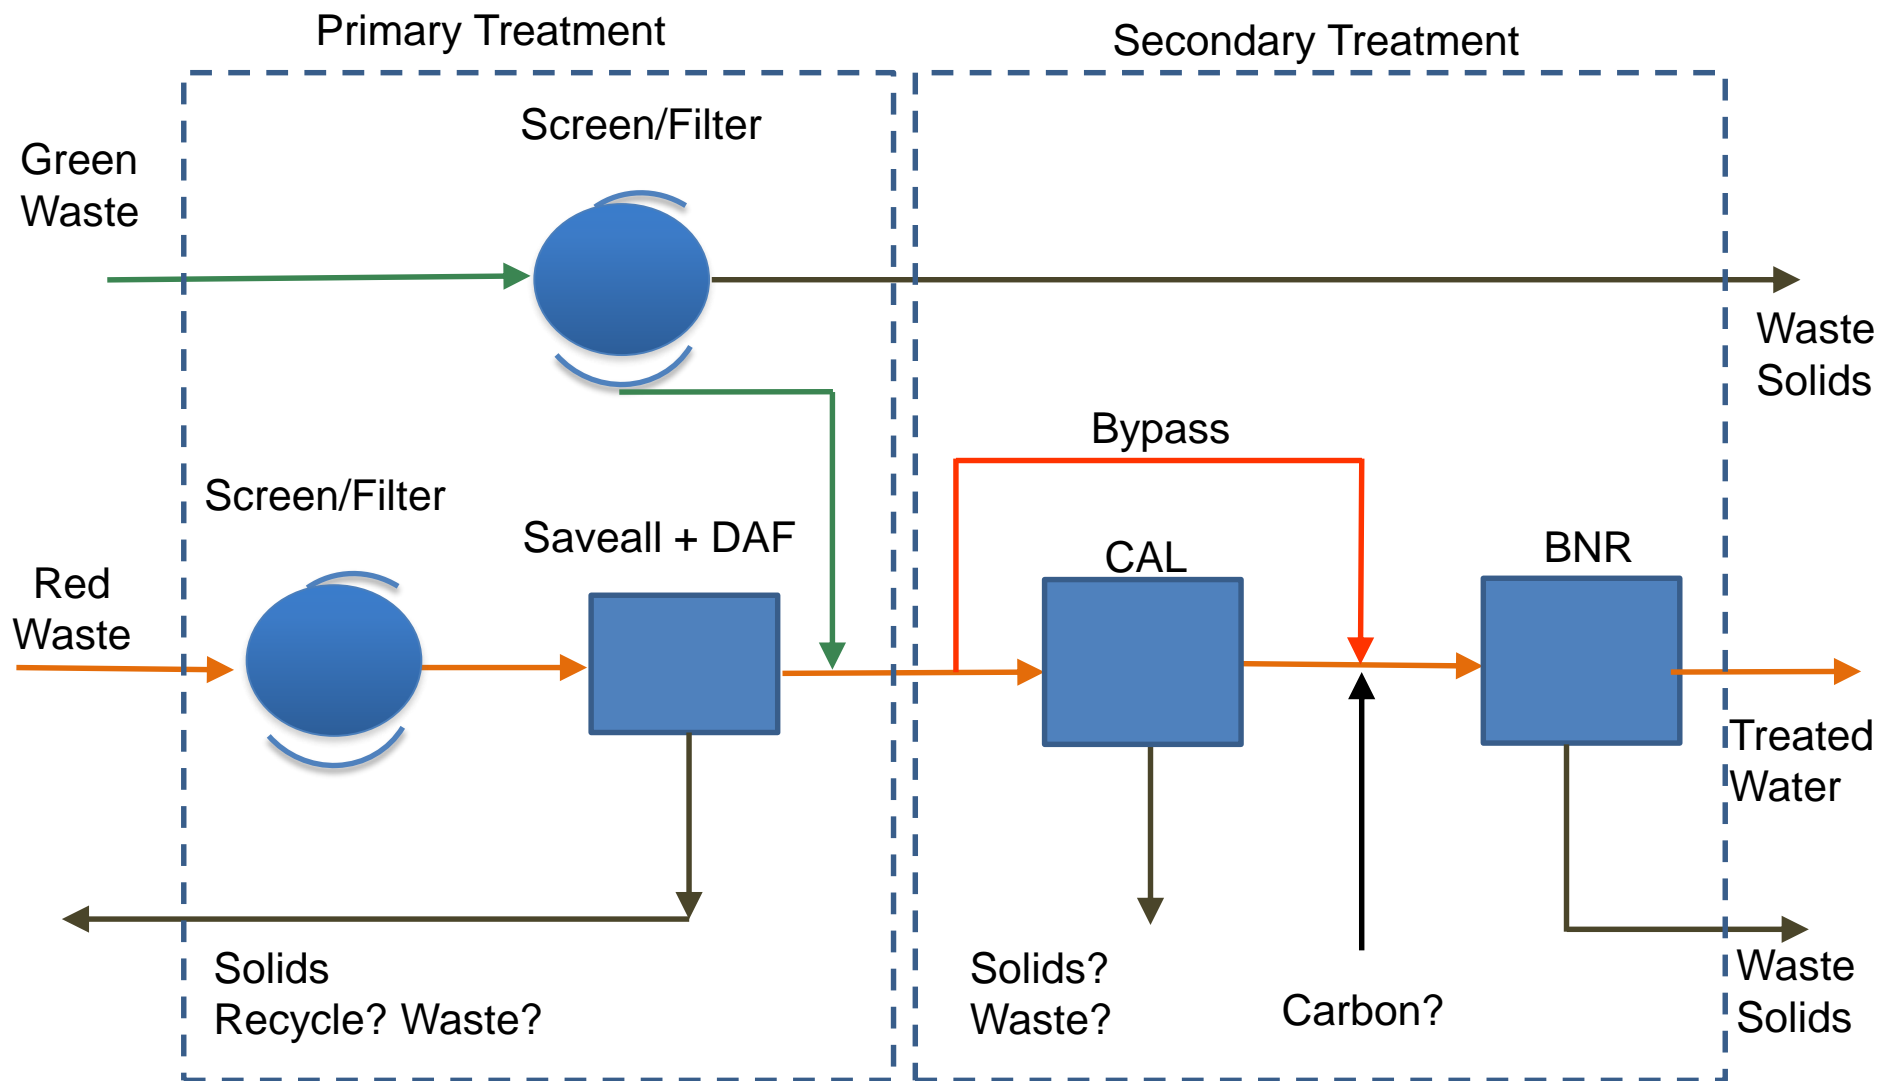 Primary Treatment
Secondary Treatment
Screen/Filter
Green
Waste
Waste
Solids
Bypass
Screen/Filter
Saveall + DAF
CAL
BNR
Red
Waste
Treated
Water
Solids
Recycle? Waste?
Solids?
Waste?
Carbon?
Waste
Solids